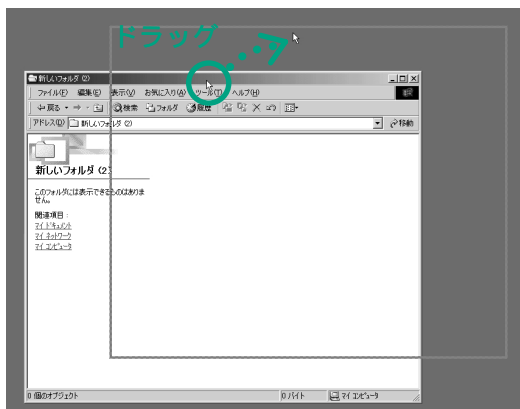 ドラッグ
新しいフォルダ (2)
ファイル(F) 編集(E) 表示(V) お気に入り(A) ツール(T) ヘルプ(H)
戻る 検索 フォルダ 履歴
アドレス(D) 新しいフォルダ (2) 移動
新しいフォルダ (2)
このフォルダには表示できるものはありま
せん。
関連項目:
マイ ドキュメント
マイ ネットワーク
マイ コンピュータ
0 個のオブジェクト 0 バイト マイ コンピュータ